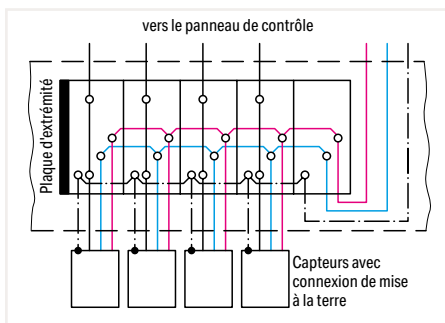 vers le panneau de contrôle
Plaque d'extrémité
Capteurs avec
connexion de mise
à la terre